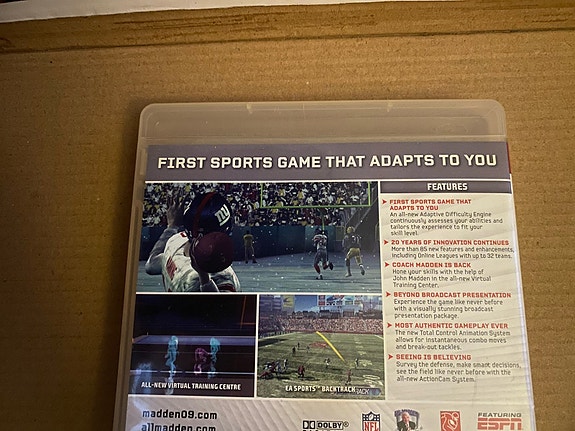 FIRST SPORTS GAME THAT ADAPTS TO YOU
FEATURES
FIRST SPORTS GAME THAT
ADAPTS TO YOU
An all-new Adaptive Difficulty Engine
continuously assesses your abilities and
tailors the experience to fit your
skill level.
20 YEARS OF INNOVATION CONTINUES
More than 85 new features and enhancements,
including Online Leagues with up to 32 teams.
COACH MADDEN IS BACK
Hone your skills with the help of
John Madden in the all-new Virtual
Training Center.
BEYOND BROADCAST PRESENTATION
Experience the game like never before
with a visually stunning broadcast
presentation package.
MOST AUTHENTIC GAMEPLAY EVER
The new Total Control Animation System
allows for instantaneous combo moves
and break-out tackles.
SEEING IS BELIEVING
Survey the defense, make smart decisions,
see the field like never before with the
all-new ActionCam System.
ny
ALL-NEW VIRTUAL TRAINING CENTRE
EA SPORTS™ BACKTRACK
madden09.com
allmadden.com
DOLBY
NFL
FEATURING
ESPN